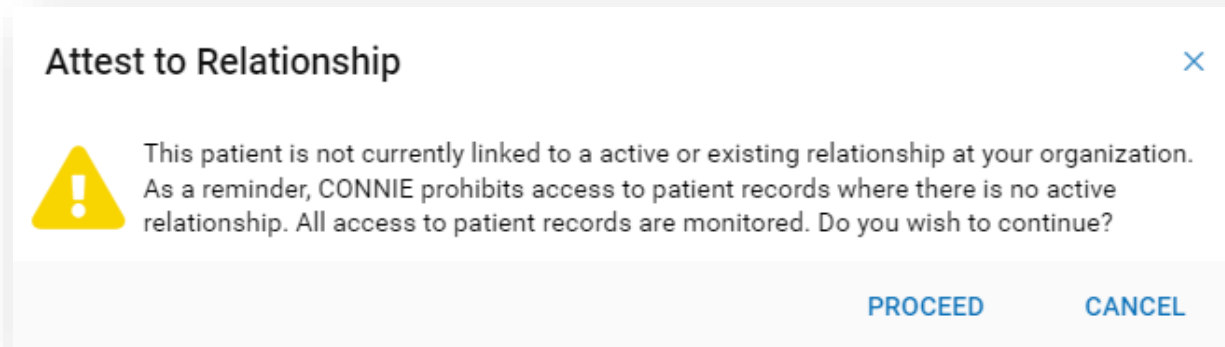 Attest to Relationship
This patient is not currently linked to a active or existing relationship at your organization.
As a reminder, CONNIE prohibits access to patient records where there is no active
relationship. All access to patient records are monitored. Do you wish to continue?
PROCEED CANCEL